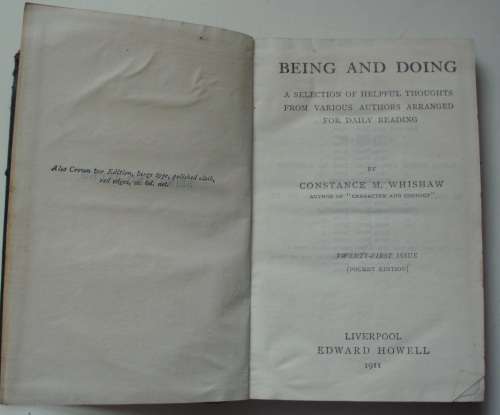 Also Crown 8vo Edition, large type, polished cloth,
red edges, 2s. 6d. net.
BEING AND DOING
A SELECTION OF HELPFUL THOUGHTS
FROM VARIOUS AUTHORS ARRANGED
FOR DAILY READING
BY
CONSTANCE M. WHISHAW
AUTHOR OF "CHARACTER AND CONDUCT"
TWENTY-FIRST ISSUE
[POCKET EDITION]
LIVERPOOL
EDWARD HOWELL
1911